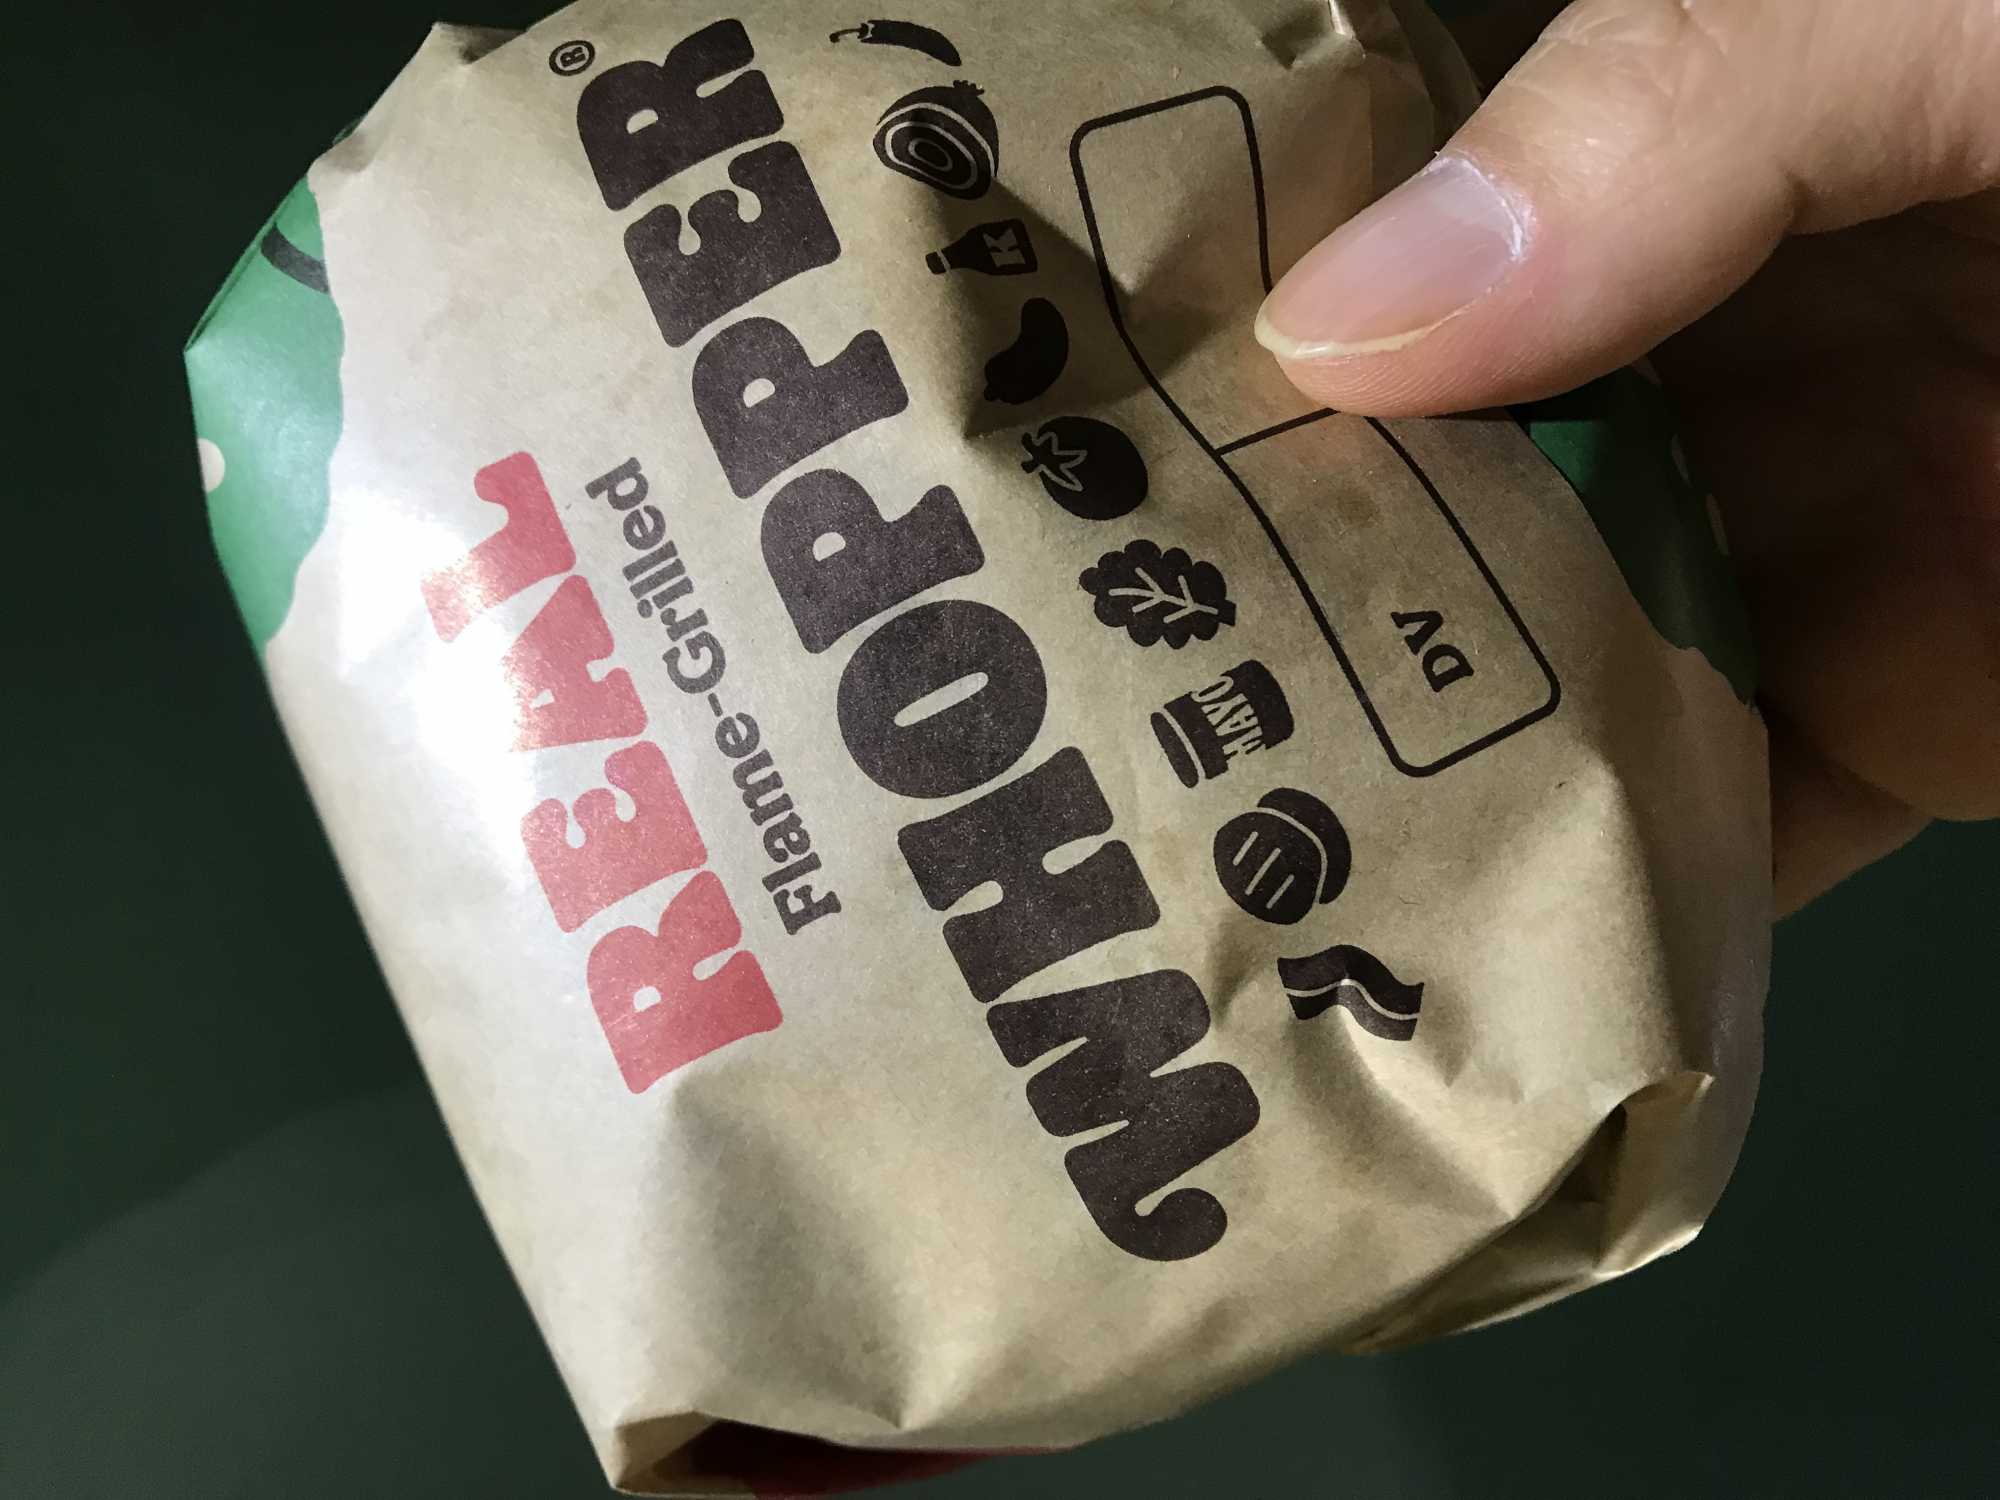 REAL
Flame-Grilled
WHOPPER®
MAYO
K
DV